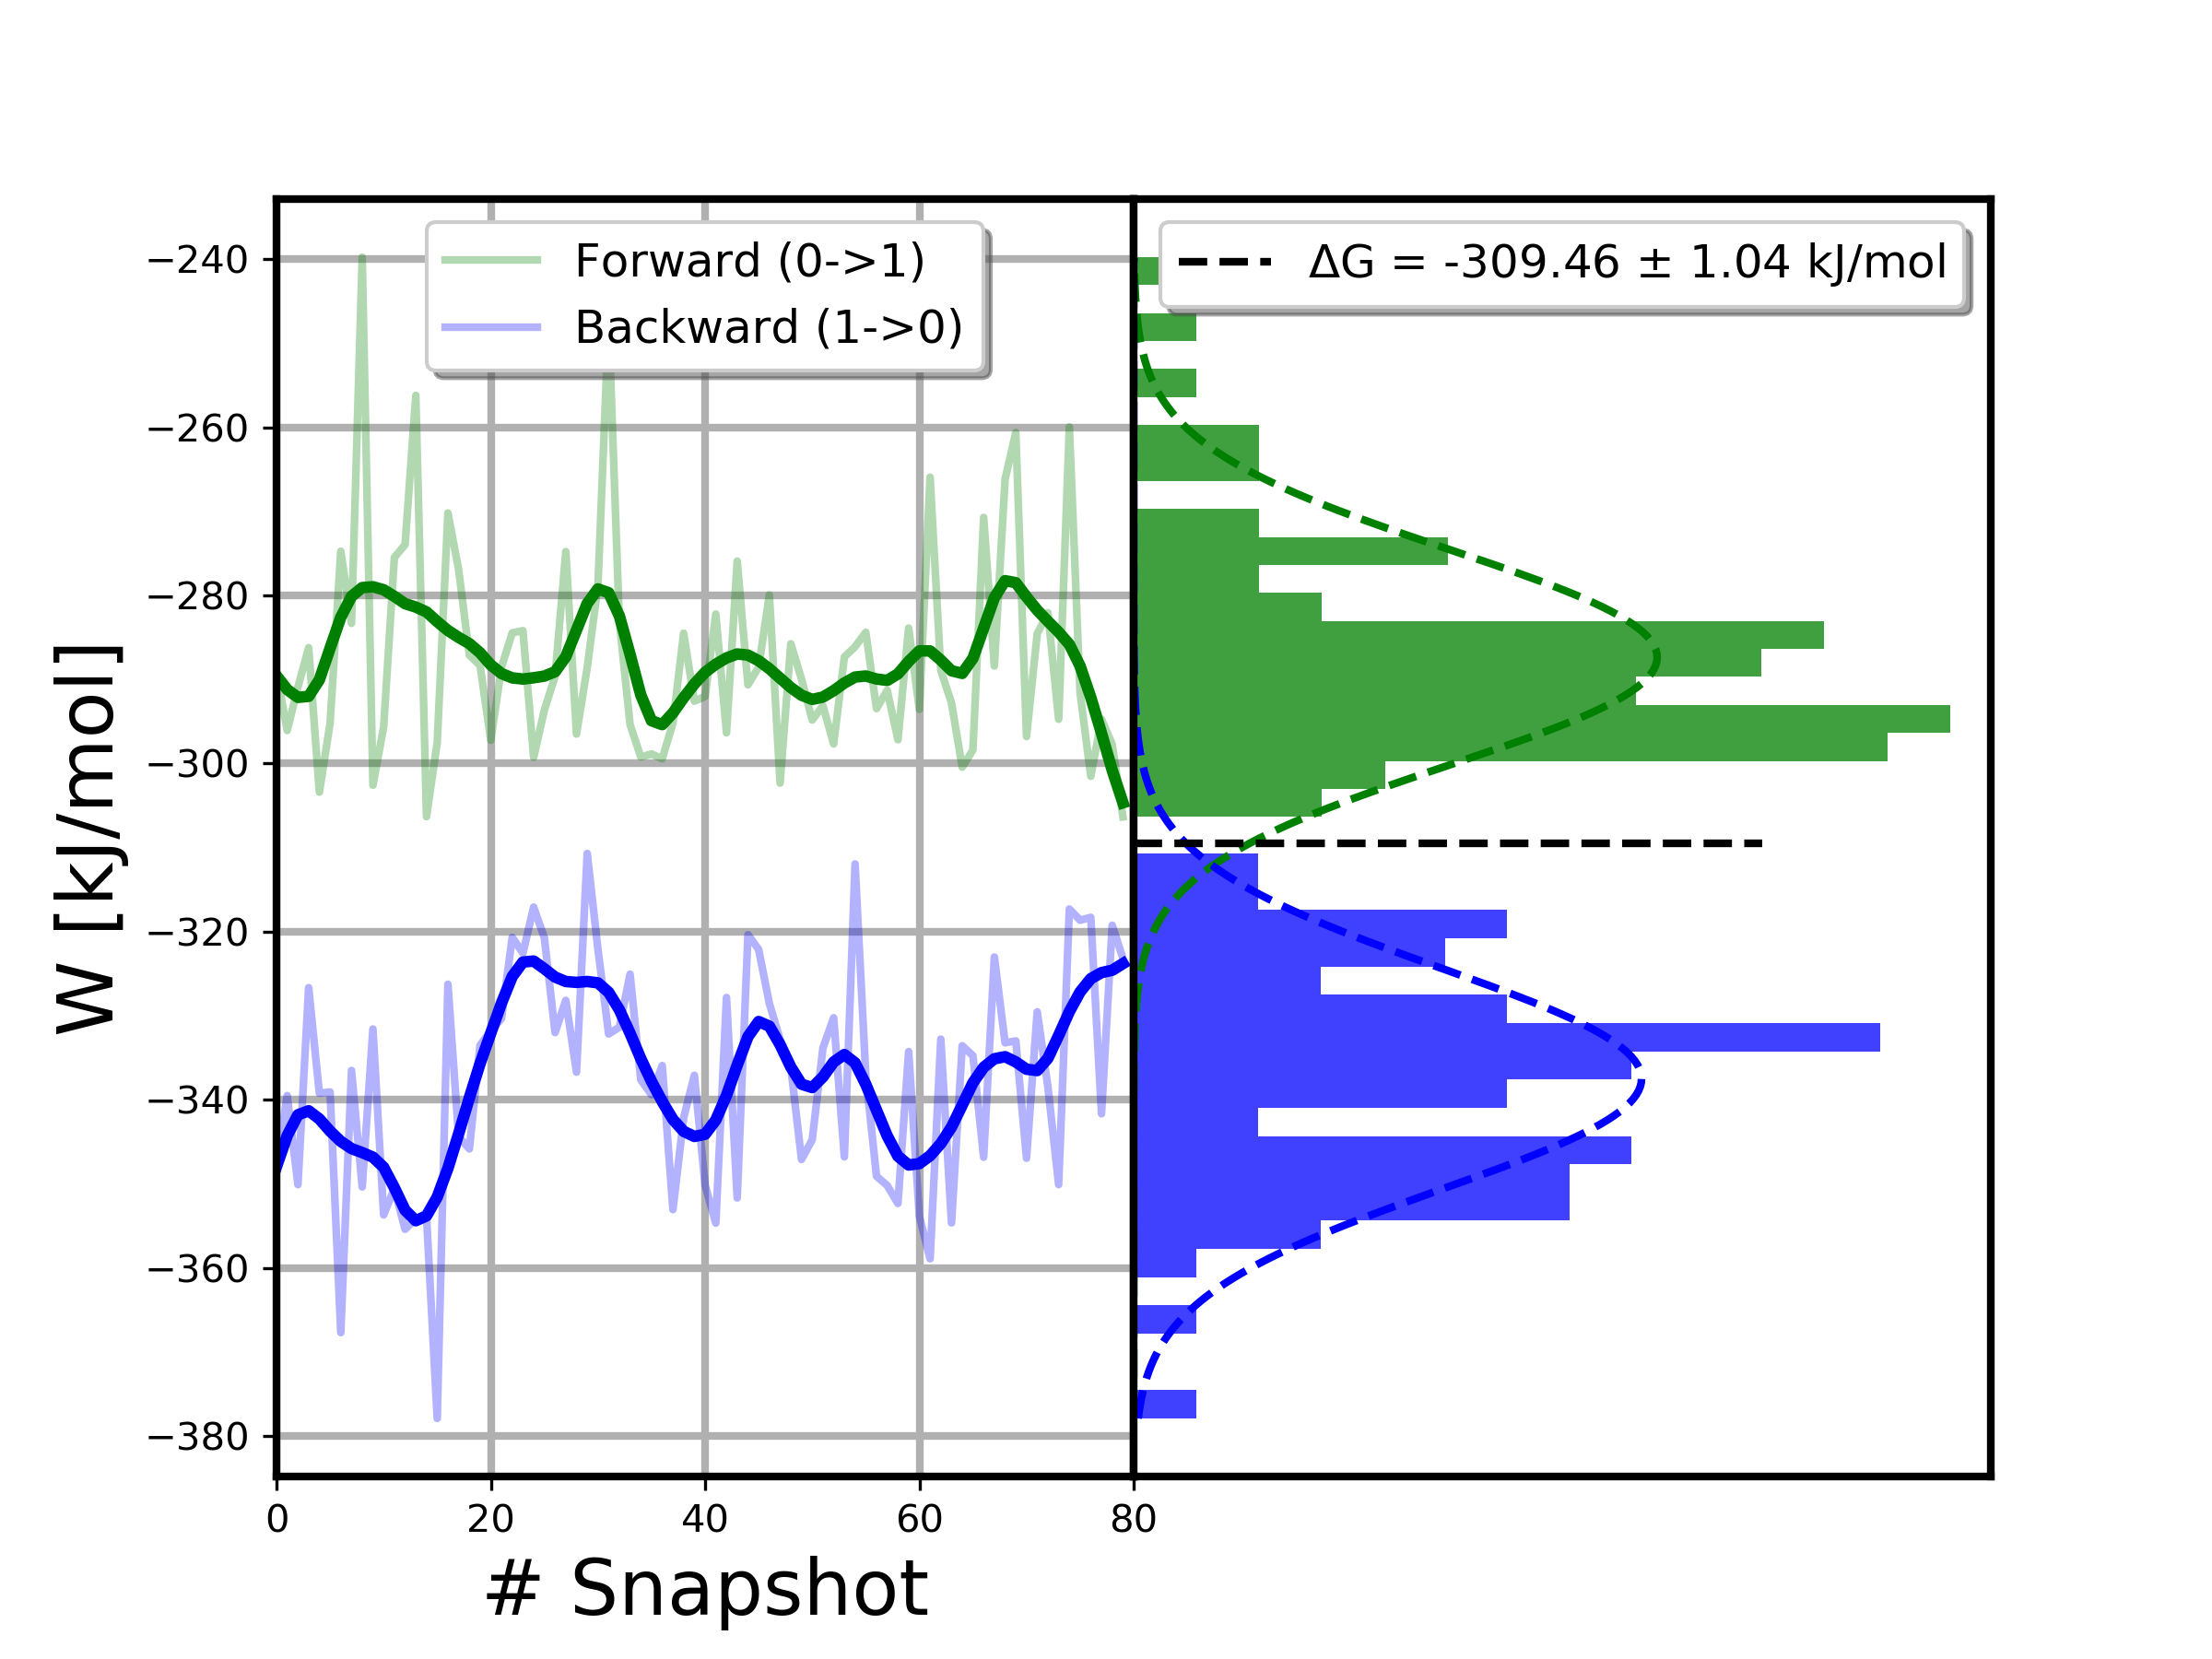 W [kJ/mol]
−240
−260
−280
−300
−320
−340
−360
−380
Forward (0->1)
Backward (1->0)
ΔG = -309.46 ± 1.04 kJ/mol
0 20 40 60 80
# Snapshot